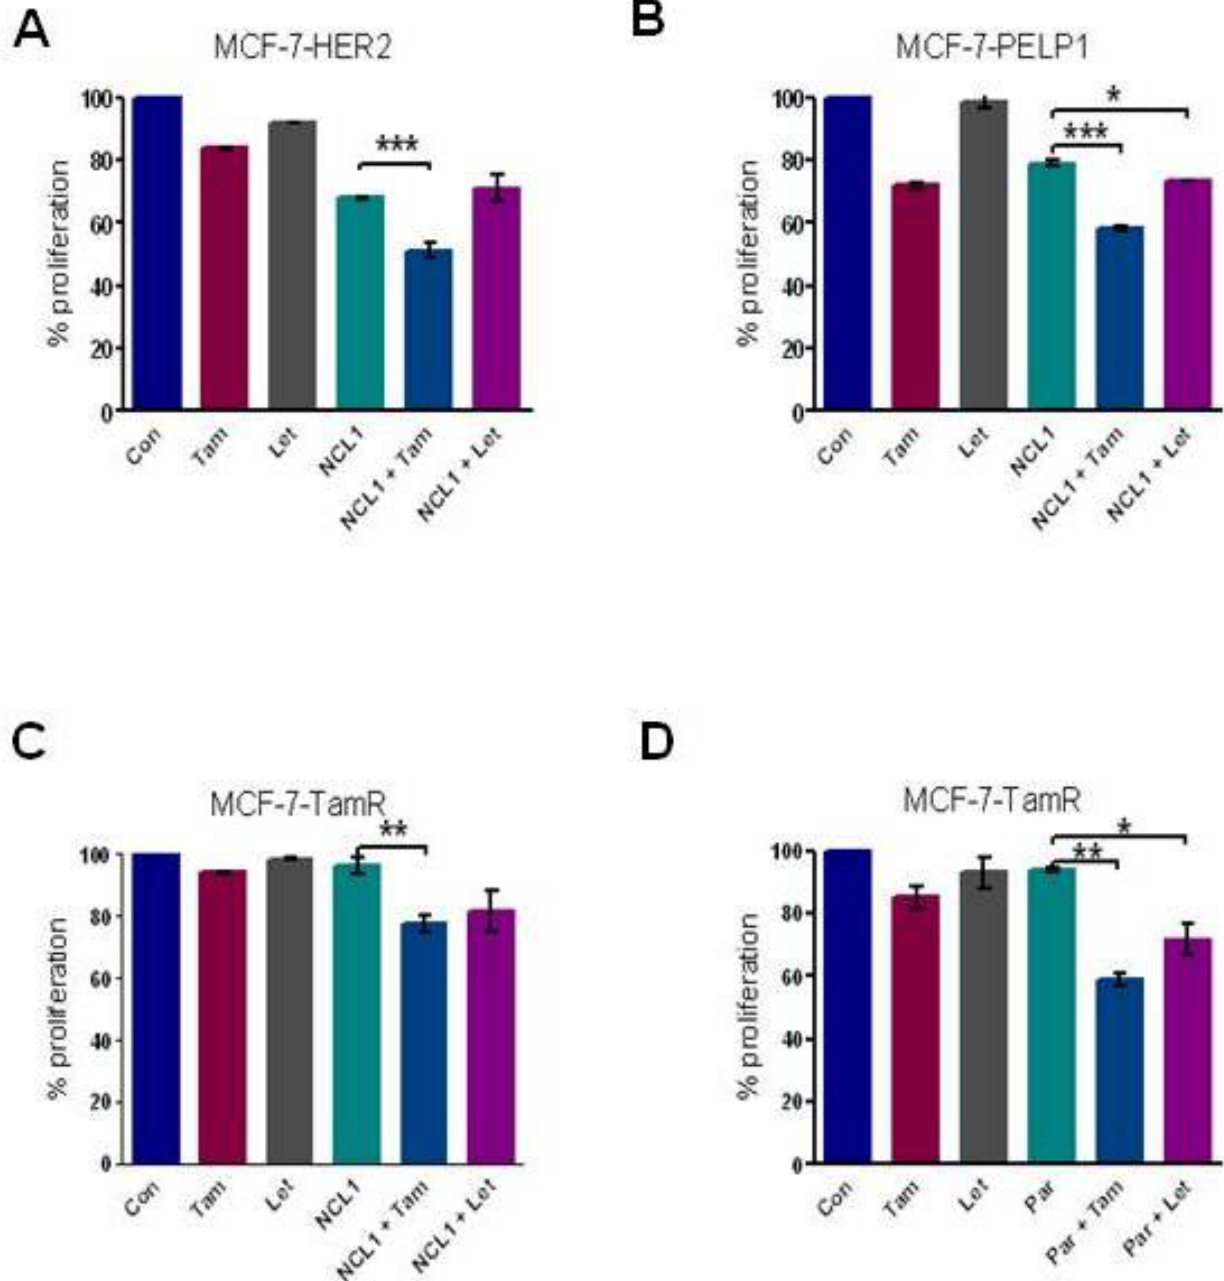 A
MCF-7-HER2
% proliferation
100
80
60
40
20
0
***
Con
Tam
Let
NCL1
NCL1 + Tam
NCL1 + Let
B
MCF-7-PELP1
% proliferation
100
80
60
40
20
0
*
***
Con
Tam
Let
NCL1
NCL1 + Tam
NCL1 + Let
C
MCF-7-TamR
% proliferation
100
80
60
40
20
0
**
Con
Tam
Let
NCL1
NCL1 + Tam
NCL1 + Let
D
MCF-7-TamR
% proliferation
100
80
60
40
20
0
*
**
Con
Tam
Let
Par
Par + Tam
Par + Let